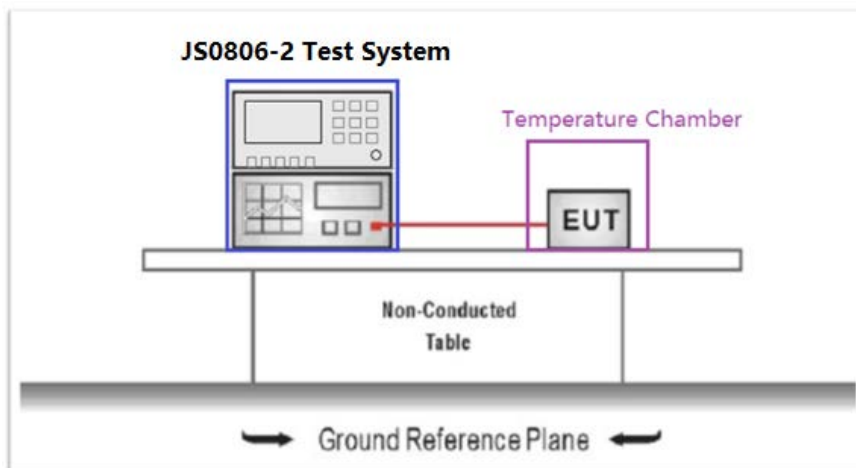 JS0806-2 Test System
Temperature Chamber
EUT
Non-Conducted
Table
Ground Reference Plane